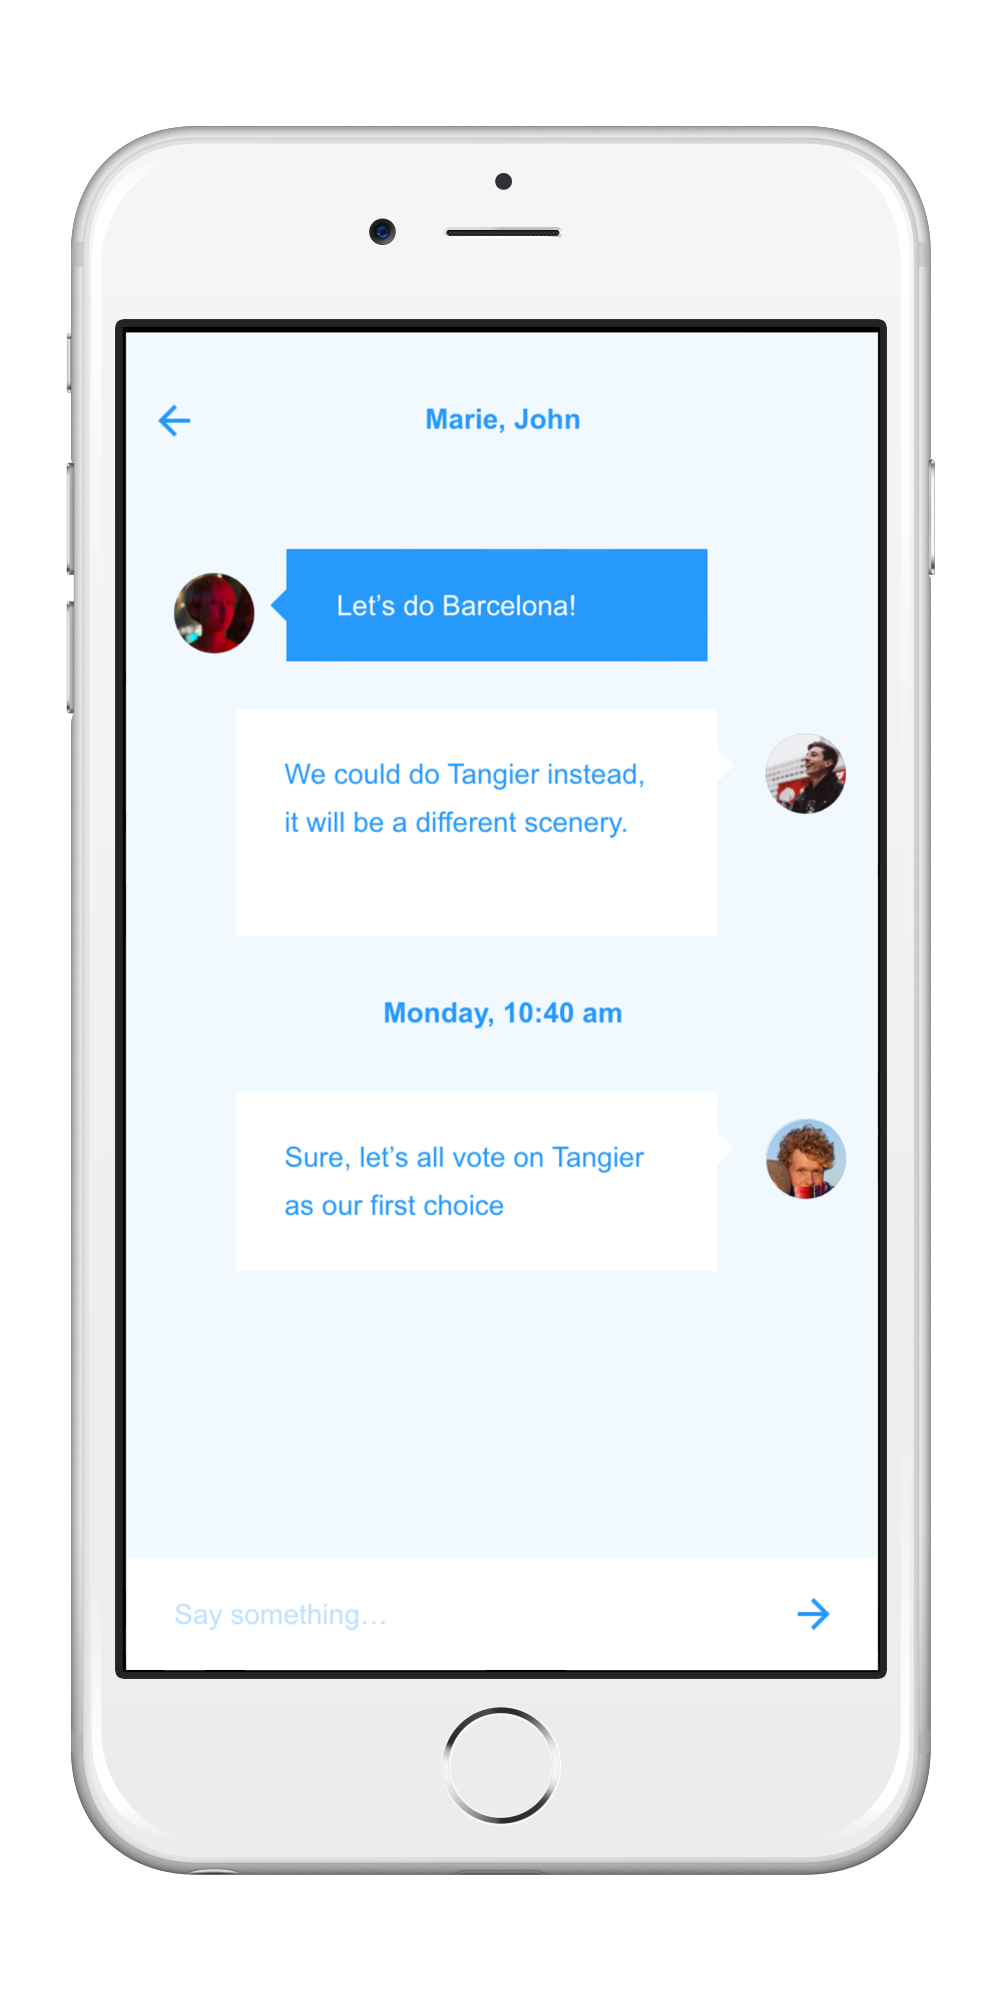 Marie, John
Let’s do Barcelona!
We could do Tangier instead,
it will be a different scenery.
Monday, 10:40 am
Sure, let’s all vote on Tangier
as our first choice
Say something…